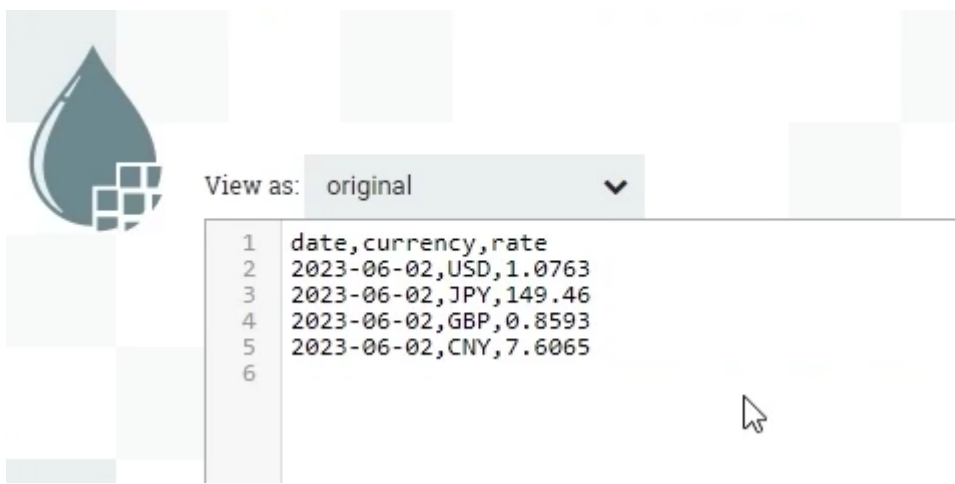 View as: original
1 date,currency,rate
2 2023-06-02,USD,1.0763
3 2023-06-02,JPY,149.46
4 2023-06-02,GBP,0.8593
5 2023-06-02,CNY,7.6065
6